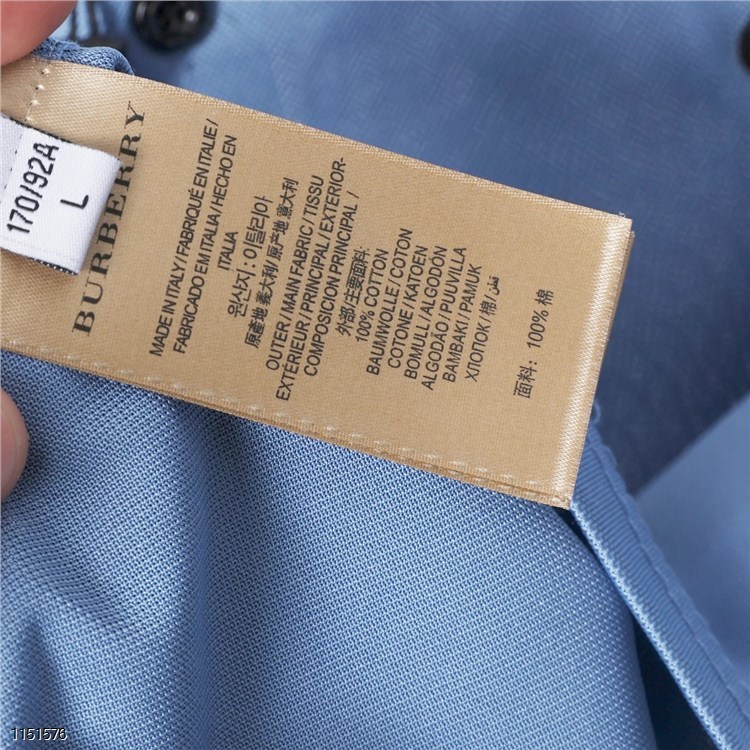 BURBERRY
170/92A
L
MADE IN ITALY / FABRIQUÉ EN ITALIE /
FABRICADO EM ITALIA / HECHO EN
ITALIA
원산지: 이탈리아
原產地 義大利/ 原产地 意大利
OUTER / MAIN FABRIC / TISSU
EXTÉRIEUR / PRINCIPAL / EXTERIOR-
COMPOSICION PRINCIPAL /
外部/主要面料:
100% COTTON
BAUMWOLLE / COTON
COTONE / KATOEN
BOMULL / ALGODÓN
ALGODAO / PUUVILLA
BAMBAKI / PAMUK
ХЛОПОК / 棉/
面料: 100% 棉
1151576